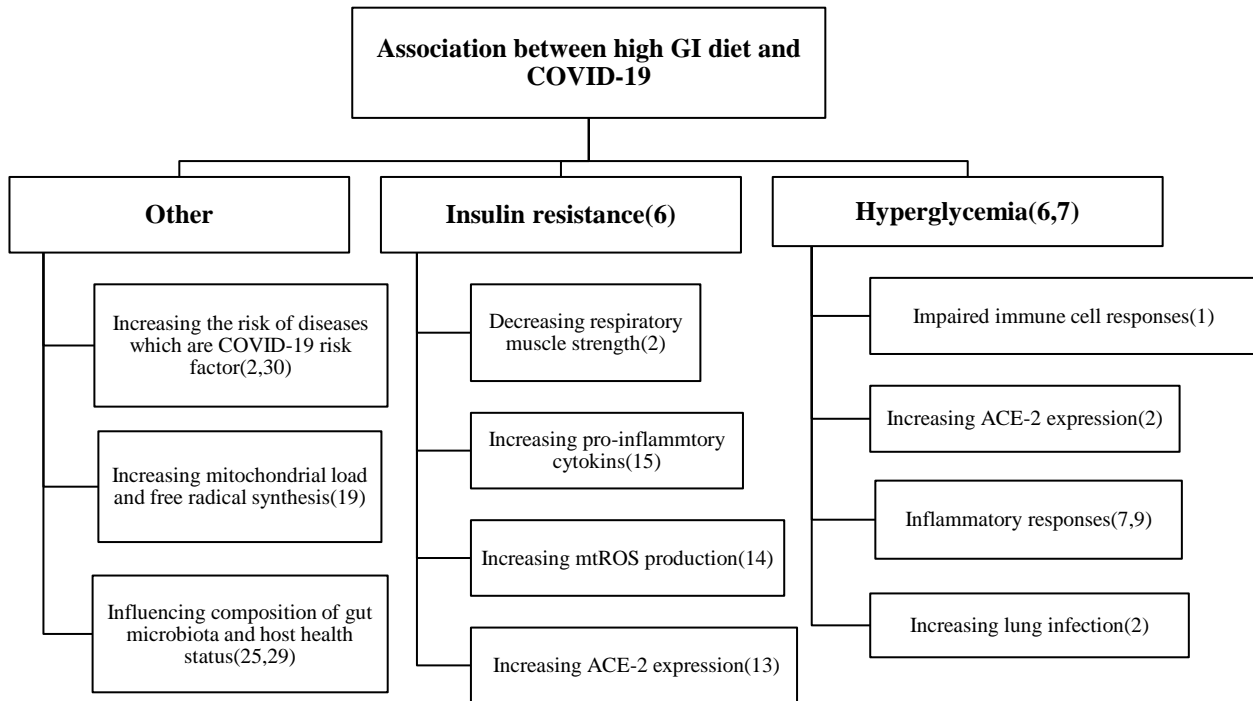 Association between high GI diet and
COVID-19
Other
Increasing the risk of diseases
which are COVID-19 risk
factor(2,30)
Increasing mitochondrial load
and free radical synthesis(19)
Influencing composition of gut
microbiota and host health
status(25,29)
Insulin resistance(6)
Decreasing respiratory
muscle strength(2)
Increasing pro-inflammtory
cytokins(15)
Increasing mtROS production(14)
Increasing ACE-2 expression(13)
Hyperglycemia(6,7)
Impaired immune cell responses(1)
Increasing ACE-2 expression(2)
Inflammatory responses(7,9)
Increasing lung infection(2)